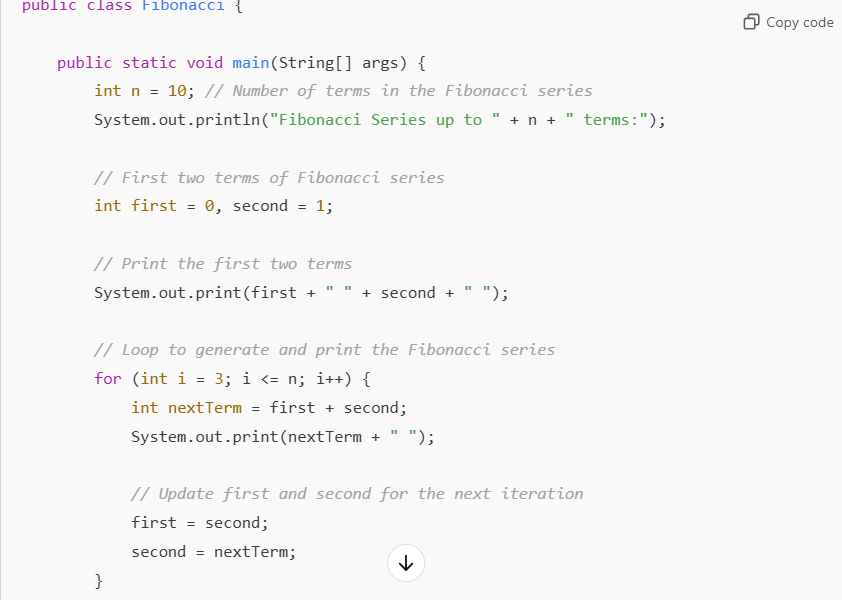 public class Fibonacci {
Copy code
public static void main(String[] args) {
int n = 10; // Number of terms in the Fibonacci series
System.out.println("Fibonacci Series up to " + n + " terms:");
// First two terms of Fibonacci series
int first = 0, second = 1;
// Print the first two terms
System.out.print(first + " " + second + " ");
// Loop to generate and print the Fibonacci series
for (int i = 3; i <= n; i++) {
int nextTerm = first + second;
System.out.print(nextTerm + " ");
// Update first and second for the next iteration
first = second;
second = nextTerm;
}